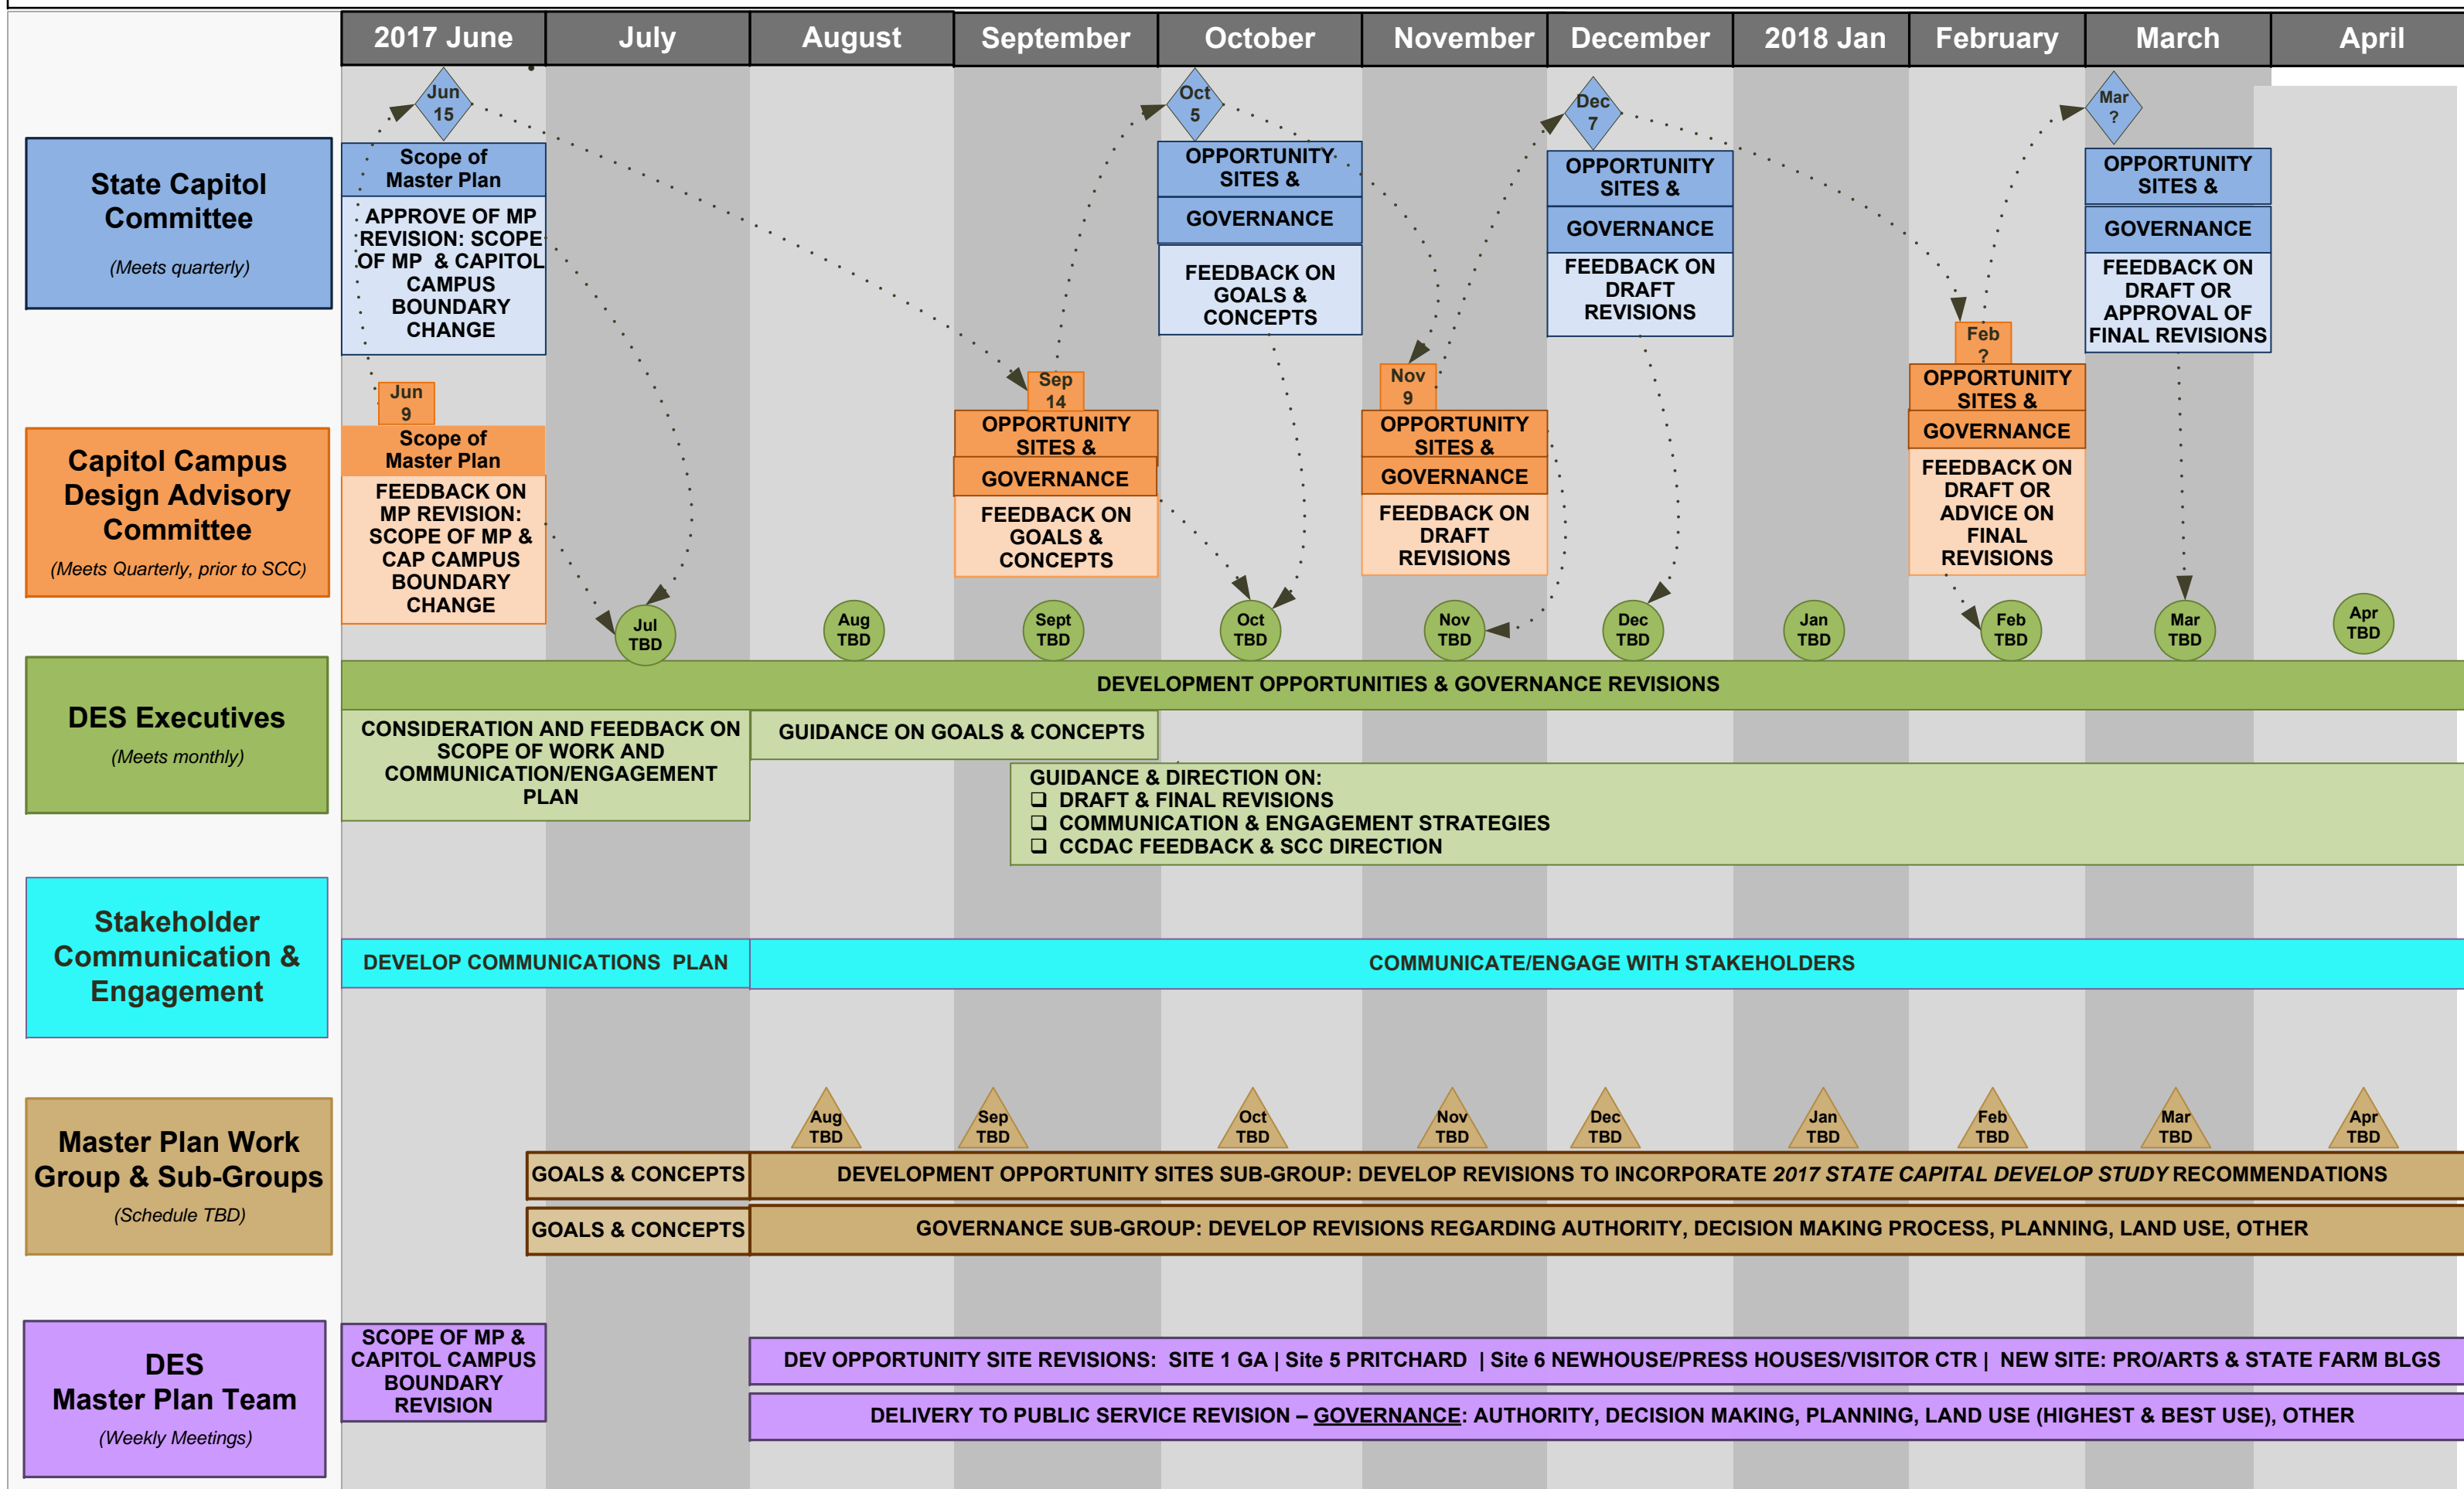 2017 June
July
August
September
October
November
December
2018 Jan
February
March
April
State Capitol
Committee
(Meets quarterly)
Jun
15
Scope of
Master Plan
APPROVE OF MP
REVISION: SCOPE
OF MP & CAPITOL
CAMPUS
BOUNDARY
CHANGE
Oct
5
OPPORTUNITY
SITES &
GOVERNANCE
FEEDBACK ON
GOALS &
CONCEPTS
Dec
7
OPPORTUNITY
SITES &
GOVERNANCE
FEEDBACK ON
DRAFT
REVISIONS
Mar
?
OPPORTUNITY
SITES &
GOVERNANCE
FEEDBACK ON
DRAFT OR
APPROVAL OF
FINAL REVISIONS
Capitol Campus
Design Advisory
Committee
(Meets Quarterly, prior to SCC)
Jun
9
Scope of
Master Plan
FEEDBACK ON
MP REVISION:
SCOPE OF MP &
CAP CAMPUS
BOUNDARY
CHANGE
Sep
14
OPPORTUNITY
SITES &
GOVERNANCE
FEEDBACK ON
GOALS &
CONCEPTS
Nov
9
OPPORTUNITY
SITES &
GOVERNANCE
FEEDBACK ON
DRAFT
REVISIONS
Feb
?
OPPORTUNITY
SITES &
GOVERNANCE
FEEDBACK ON
DRAFT OR
ADVICE ON
FINAL
REVISIONS
DES Executives
(Meets monthly)
Jul
TBD
Aug
TBD
Sept
TBD
Oct
TBD
Nov
TBD
Dec
TBD
Jan
TBD
Feb
TBD
Mar
TBD
Apr
TBD
DEVELOPMENT OPPORTUNITIES & GOVERNANCE REVISIONS
CONSIDERATION AND FEEDBACK ON
SCOPE OF WORK AND
COMMUNICATION/ENGAGEMENT
PLAN
GUIDANCE ON GOALS & CONCEPTS
GUIDANCE & DIRECTION ON:
❑ DRAFT & FINAL REVISIONS
❑ COMMUNICATION & ENGAGEMENT STRATEGIES
❑ CCDAC FEEDBACK & SCC DIRECTION
Stakeholder
Communication &
Engagement
DEVELOP COMMUNICATIONS PLAN
COMMUNICATE/ENGAGE WITH STAKEHOLDERS
Master Plan Work
Group & Sub-Groups
(Schedule TBD)
Aug
TBD
Sep
TBD
Oct
TBD
Nov
TBD
Dec
TBD
Jan
TBD
Feb
TBD
Mar
TBD
Apr
TBD
GOALS & CONCEPTS
DEVELOPMENT OPPORTUNITY SITES SUB-GROUP: DEVELOP REVISIONS TO INCORPORATE 2017 STATE CAPITAL DEVELOP STUDY RECOMMENDATIONS
GOALS & CONCEPTS
GOVERNANCE SUB-GROUP: DEVELOP REVISIONS REGARDING AUTHORITY, DECISION MAKING PROCESS, PLANNING, LAND USE, OTHER
DES
Master Plan Team
(Weekly Meetings)
SCOPE OF MP &
CAPITOL CAMPUS
BOUNDARY
REVISION
DEV OPPORTUNITY SITE REVISIONS: SITE 1 GA | Site 5 PRITCHARD | Site 6 NEWHOUSE/PRESS HOUSES/VISITOR CTR | NEW SITE: PRO/ARTS & STATE FARM BLGS
DELIVERY TO PUBLIC SERVICE REVISION – GOVERNANCE: AUTHORITY, DECISION MAKING, PLANNING, LAND USE (HIGHEST & BEST USE), OTHER